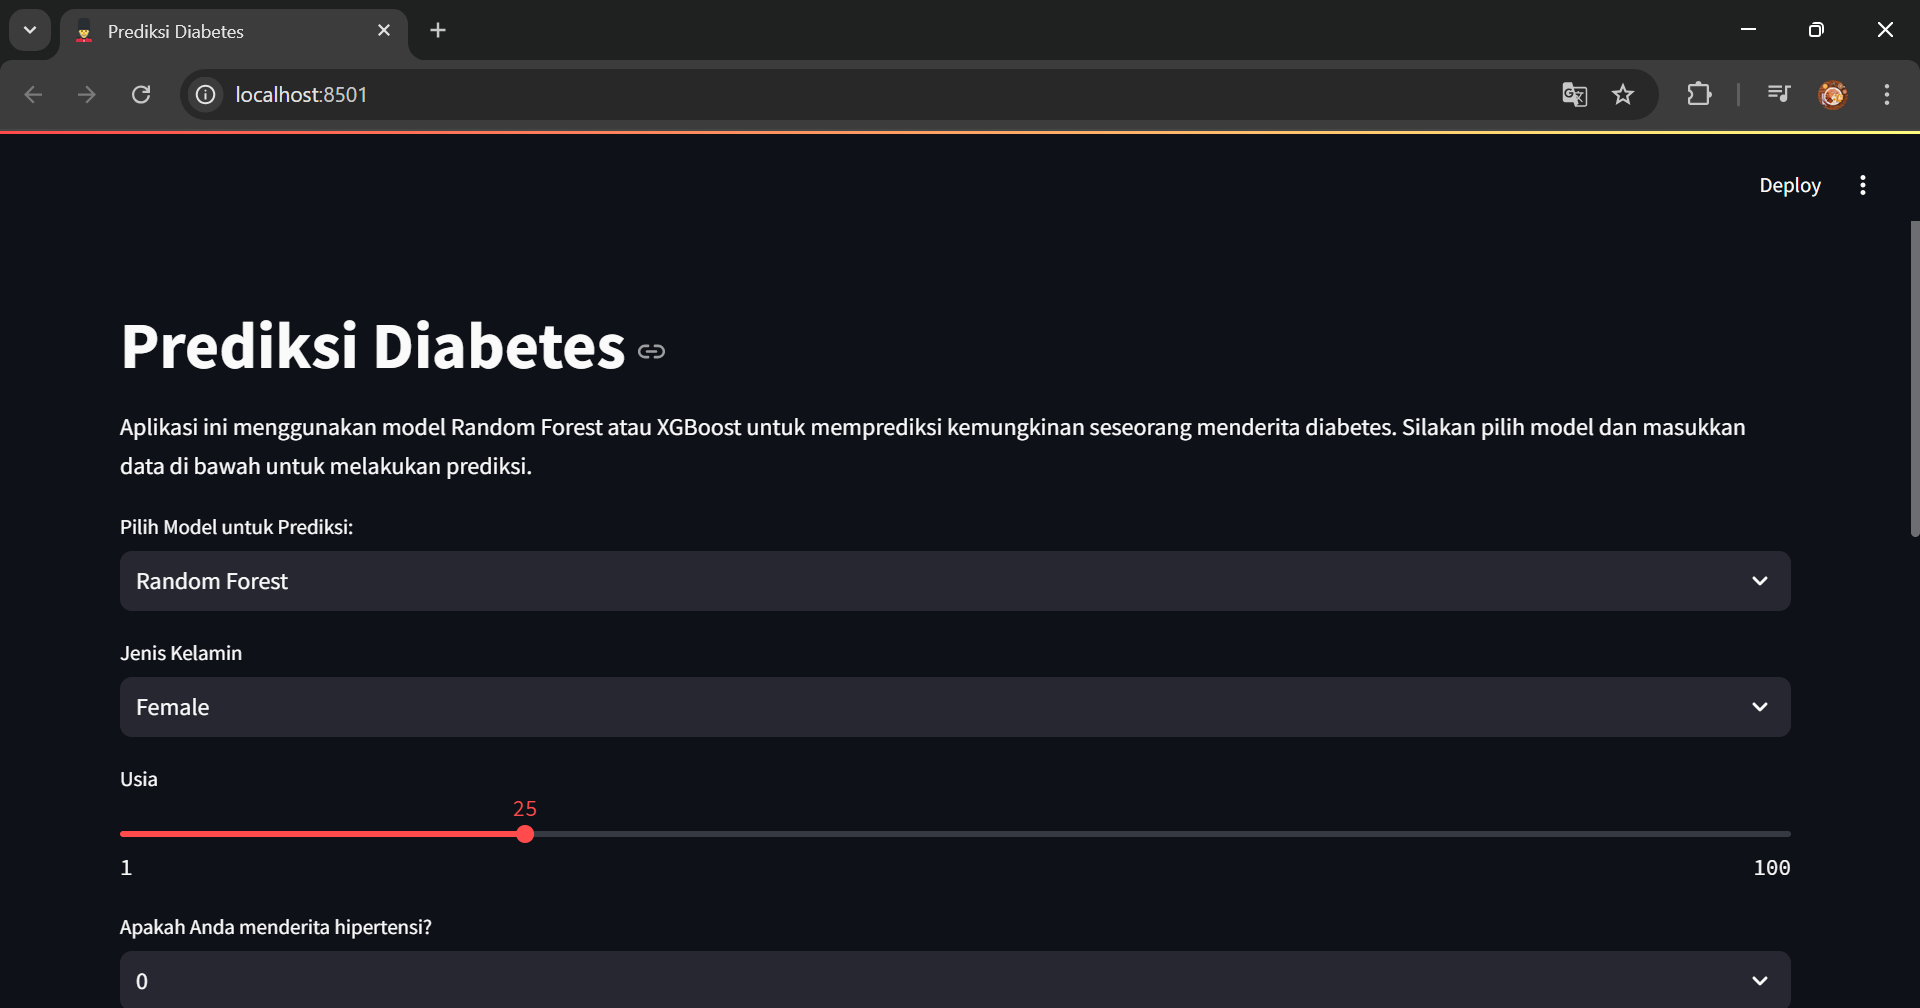 Prediksi Diabetes
localhost:8501
Deploy
Prediksi Diabetes
Aplikasi ini menggunakan model Random Forest atau XGBoost untuk memprediksi kemungkinan seseorang menderita diabetes. Silakan pilih model dan masukkan
data di bawah untuk melakukan prediksi.
Pilih Model untuk Prediksi:
Random Forest
Jenis Kelamin
Female
Usia
25
1 100
Apakah Anda menderita hipertensi?
0